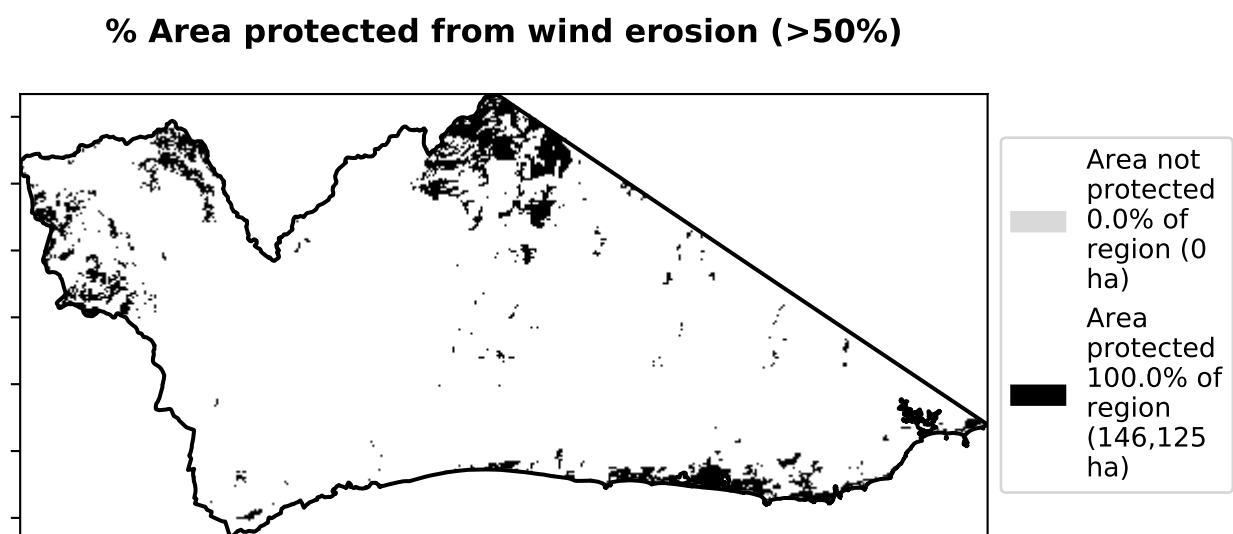 % Area protected from wind erosion (>50%)
Area not
protected
0.0% of
region (0
ha)
Area
protected
100.0% of
region
(146,125
ha)